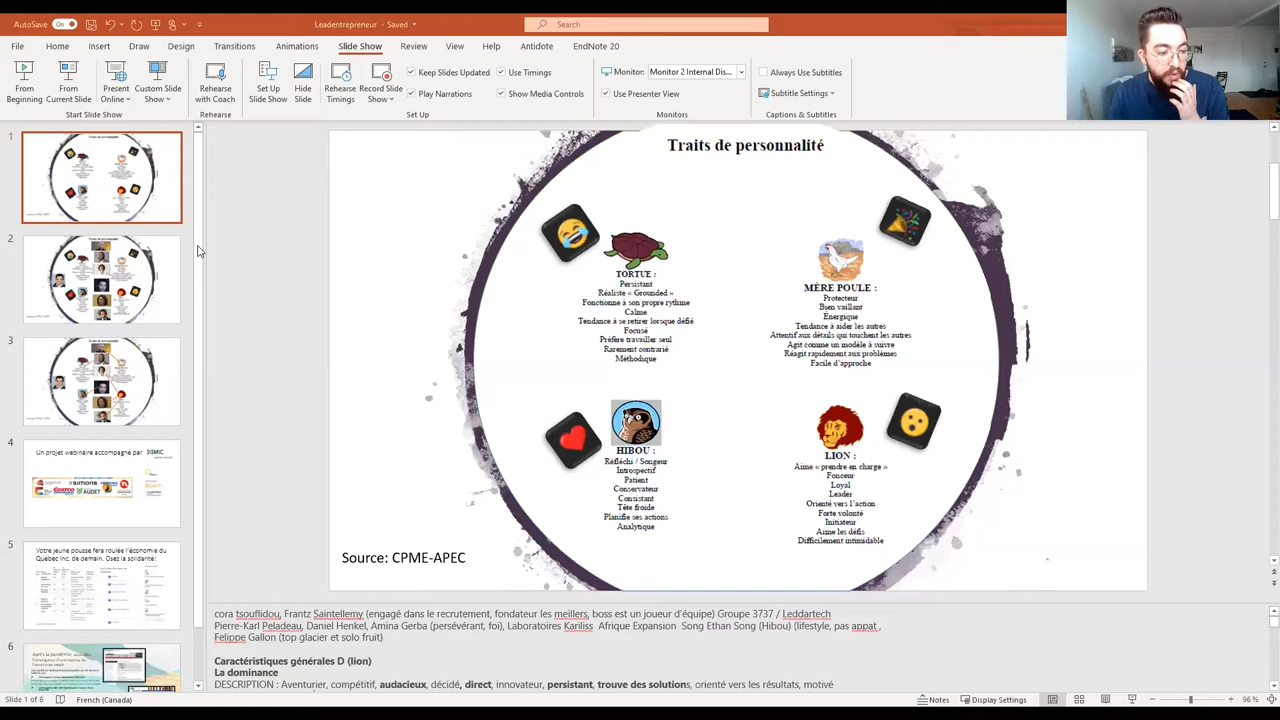 AutoSave
On
Leadentrepreneur - Saved
Search
File Home Insert Draw Design Transitions Animations Slide Show Review View Help Antidote EndNote 20
From Beginning
From Current Slide
Present Online
Custom Slide Show
Start Slide Show
Rehearse with Coach
Rehearse
Set Up Slide Show
Hide Slide
Rehearse Timings
Record Slide Show
Keep Slides Updated
Play Narrations
Use Timings
Show Media Controls
Set Up
Monitor: Monitor 2 Internal Dis...
Use Presenter View
Monitors
Always Use Subtitles
Subtitle Settings
Captions & Subtitles
1
2
3
4
Un projet webinaire accompagné par SISMIC
5
Votre jeune pousse fera roulée l'économie du
Québec inc. de demain. Osez la solidarité!
6
Traits de personnalité
TORTUE :
Persistant
Réaliste « Grounded »
Fonctionne à son propre rythme
Calme
Tendance à se retirer lorsque défié
Focusé
Préfère travailler seul
Rarement contrarié
Méthodique
MÈRE POULE :
Protecteur
Bien vaillant
Énergique
Tendance à aider les autres
Attentif aux détails qui touchent les autres
Agit comme un modèle à suivre
Réagit rapidement aux problèmes
Facile d'approche
HIBOU :
Réfléchi / Songeur
Introspectif
Patient
Conservateur
Consistant
Tête froide
Planifie ses actions
Analytique
LION :
Aime « prendre en charge »
Fonceur
Loyal
Leader
Orienté vers l'action
Forte volonté
Initiateur
Aime les défis
Difficilement intimidable
Source: CPME-APEC
Frantz Saintellemy (engagé dans le recrutement, fopstateur les meillers, boss est un joueur d'équipe) Groupe 3737 / Leddartech
Pierre-Karl Peladeau, Daniel Henkel, Amina Gerba (persévérant, foi), Laboratoires Kariliss Afrique Expansion Song Ethan Song (Hibou) (lifestyle, pas appat ,
Felippe Gallon (top glacier et solo fruit)
Caractéristiques générales D (lion)
La dominance
DESCRIPTION : Aventurier, compétitif, audacieux, décidé, direct, innovateur, persistant, trouve des solutions, orienté vers les résultats, motivé
Slide 1 of 6
French (Canada)
Notes
Display Settings
96 %